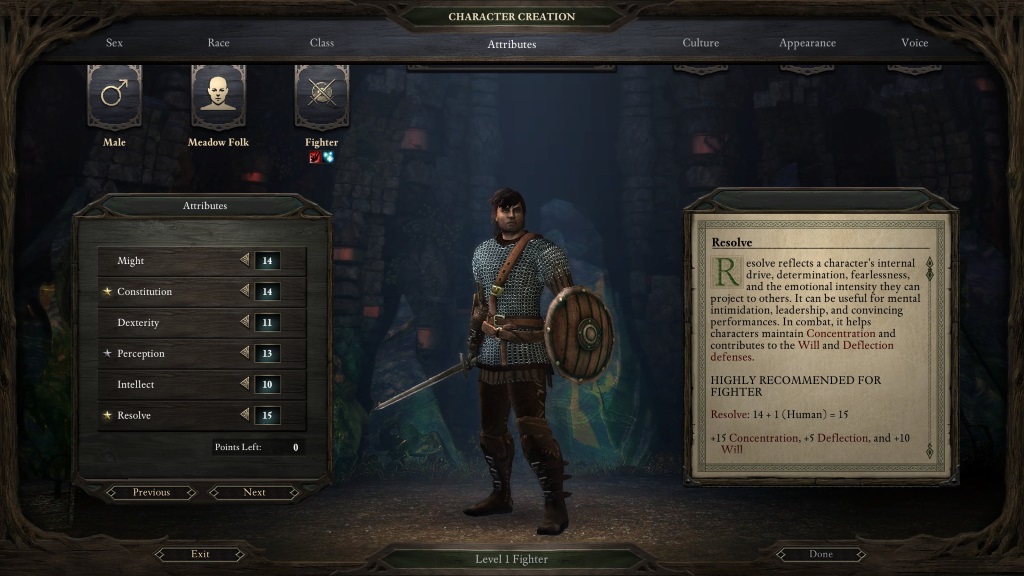 CHARACTER CREATION
Sex
Race
Class
Attributes
Culture
Appearance
Voice
Male
Meadow Folk
Fighter
Attributes
Might 14
Constitution 14
Dexterity 11
Perception 13
Intellect 10
Resolve 15
Points Left: 0
Previous
Next
Resolve
Resolve reflects a character's internal
drive, determination, fearlessness,
and the emotional intensity they can
project to others. It can be useful for mental
intimidation, leadership, and convincing
performances. In combat, it helps
characters maintain Concentration and
contributes to the Will and Deflection
defenses.
HIGHLY RECOMMENDED FOR
FIGHTER
Resolve: 14 + 1 (Human) = 15
+15 Concentration, +5 Deflection, and +10
Will
Exit
Level 1 Fighter
Done